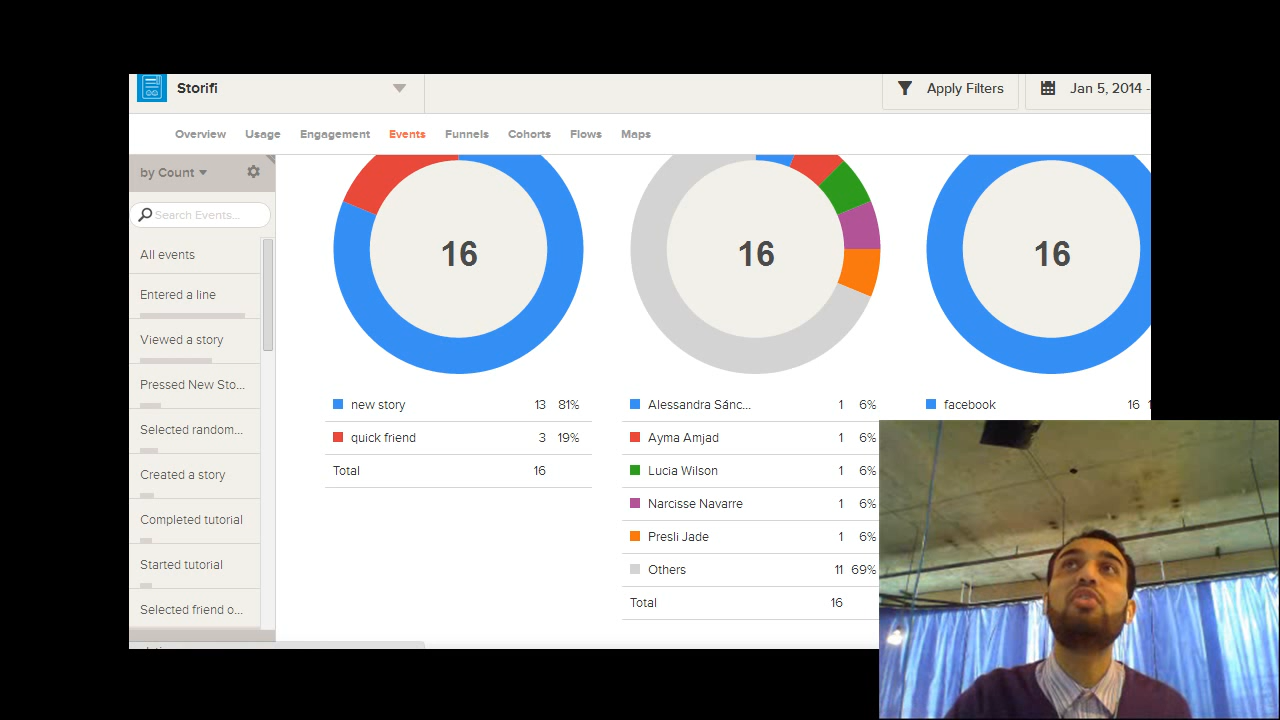 Storifi
Apply Filters
Jan 5, 2014 -
Overview Usage Engagement Events Funnels Cohorts Flows Maps
by Count
Search Events...
All events
Entered a line
Viewed a story
Pressed New Sto...
Selected random...
Created a story
Completed tutorial
Started tutorial
Selected friend o...
16
new story 13 81%
quick friend 3 19%
Total 16
16
Alessandra Sánc... 1 6%
Ayma Amjad 1 6%
Lucia Wilson 1 6%
Narcisse Navarre 1 6%
Presli Jade 1 6%
Others 11 69%
Total 16
16
facebook 16